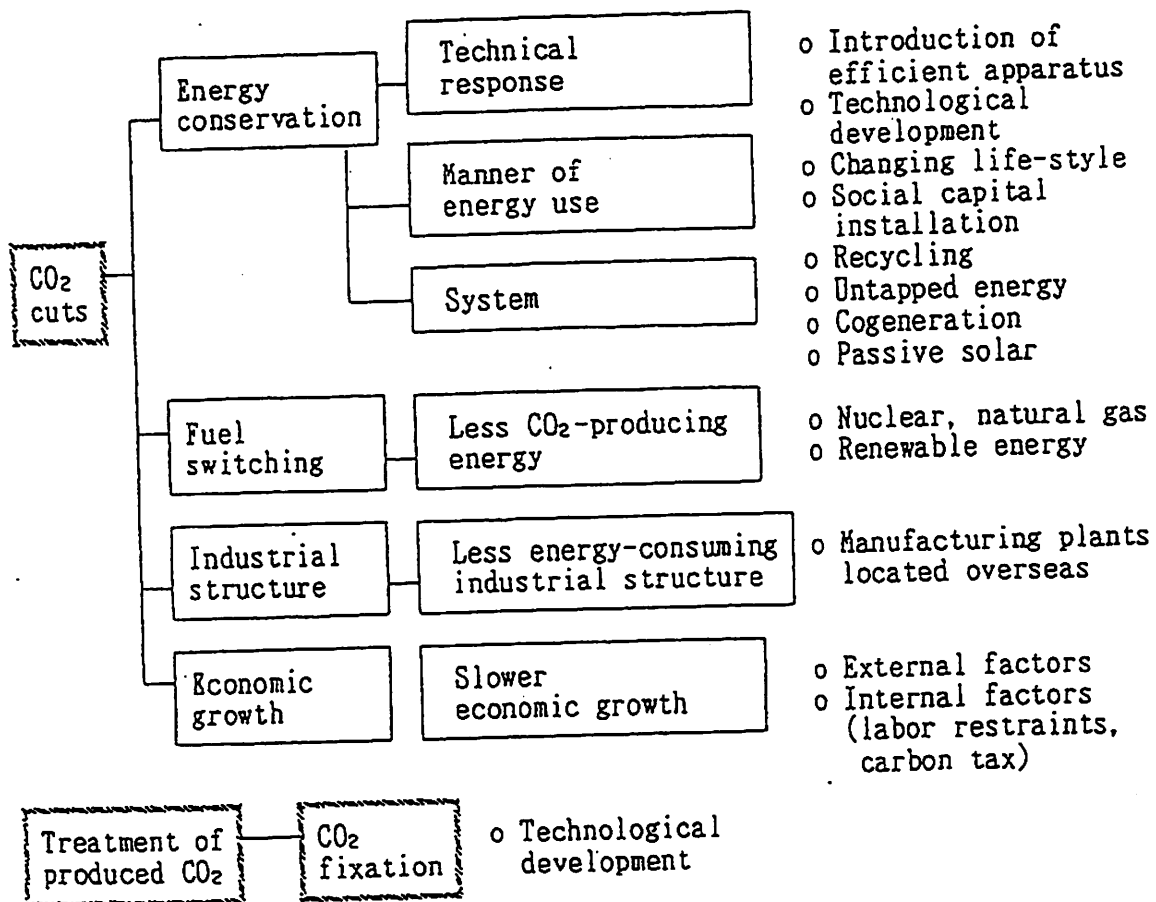 CO₂
cuts
Energy
conservation
Technical
response
o Introduction of
efficient apparatus
o Technological
development
Manner of
energy use
o Changing life-style
o Social capital
installation
System
o Recycling
o Untapped energy
o Cogeneration
o Passive solar
Fuel
switching
Less CO₂-producing
energy
o Nuclear, natural gas
o Renewable energy
Industrial
structure
Less energy-consuming
industrial structure
o Manufacturing plants
located overseas
Economic
growth
Slower
economic growth
o External factors
o Internal factors
(labor restraints,
carbon tax)
Treatment of
produced CO₂
CO₂
fixation
o Technological
development